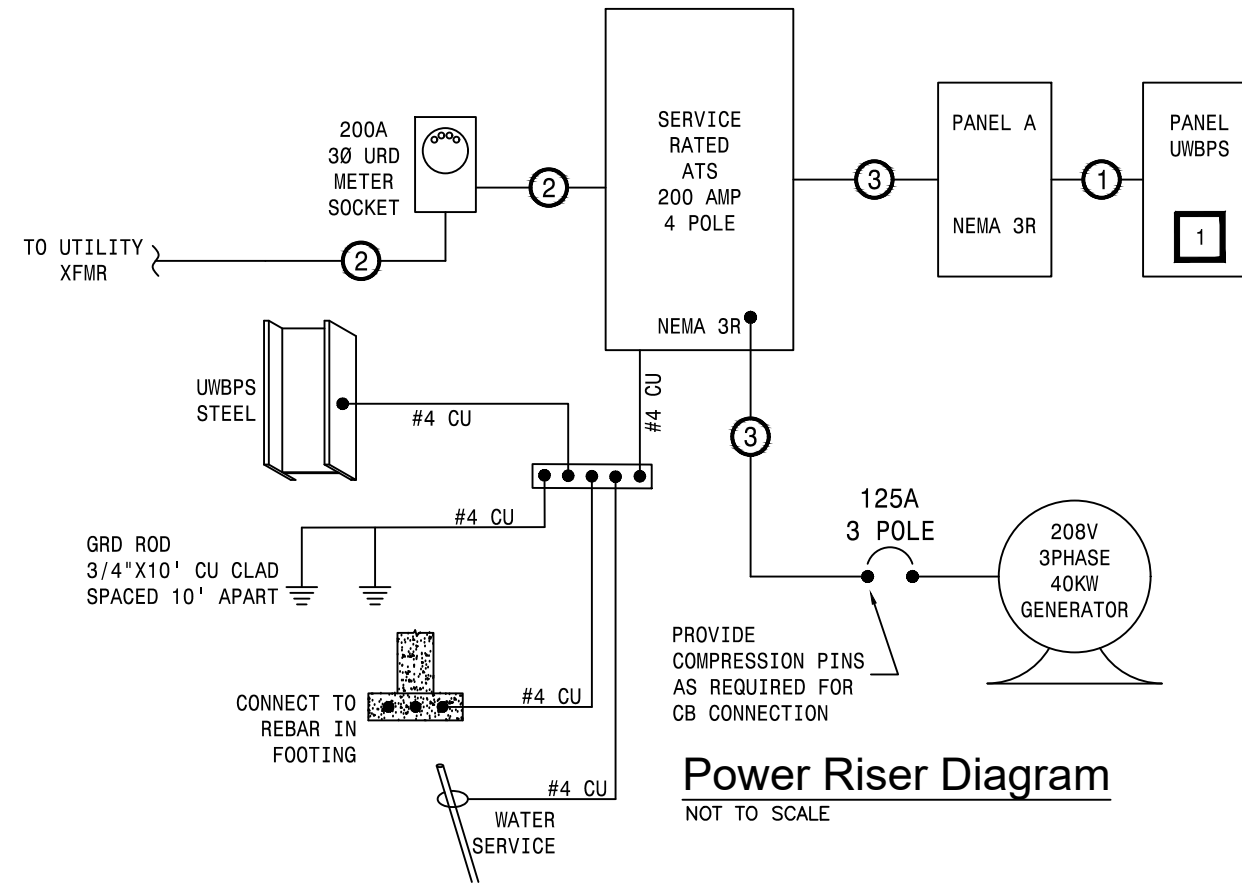 200A
3Ø URD
METER
SOCKET
2
TO UTILITY
XFMR
2
SERVICE
RATED
ATS
200 AMP
4 POLE
NEMA 3R
3
PANEL A
NEMA 3R
1
PANEL
UWBPS
1
UWBPS
STEEL
#4 CU
#4 CU
3
#4 CU
GRD ROD
3/4"X10' CU CLAD
SPACED 10' APART
125A
3 POLE
208V
3PHASE
40KW
GENERATOR
PROVIDE
COMPRESSION PINS
AS REQUIRED FOR
CB CONNECTION
CONNECT TO
REBAR IN
FOOTING
#4 CU
#4 CU
WATER
SERVICE
Power Riser Diagram
NOT TO SCALE